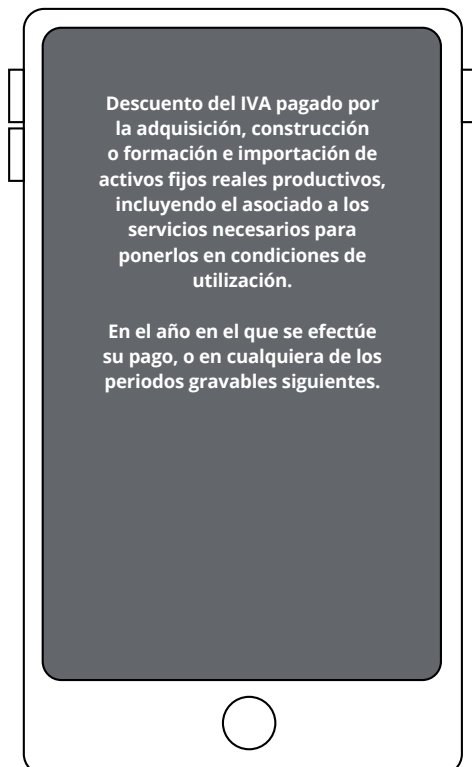 Descuento del IVA pagado por
la adquisición, construcción
o formación e importación de
activos fijos reales productivos,
incluyendo el asociado a los
servicios necesarios para
ponerlos en condiciones de
utilización.
En el año en el que se efectúe
su pago, o en cualquiera de los
periodos gravables siguientes.